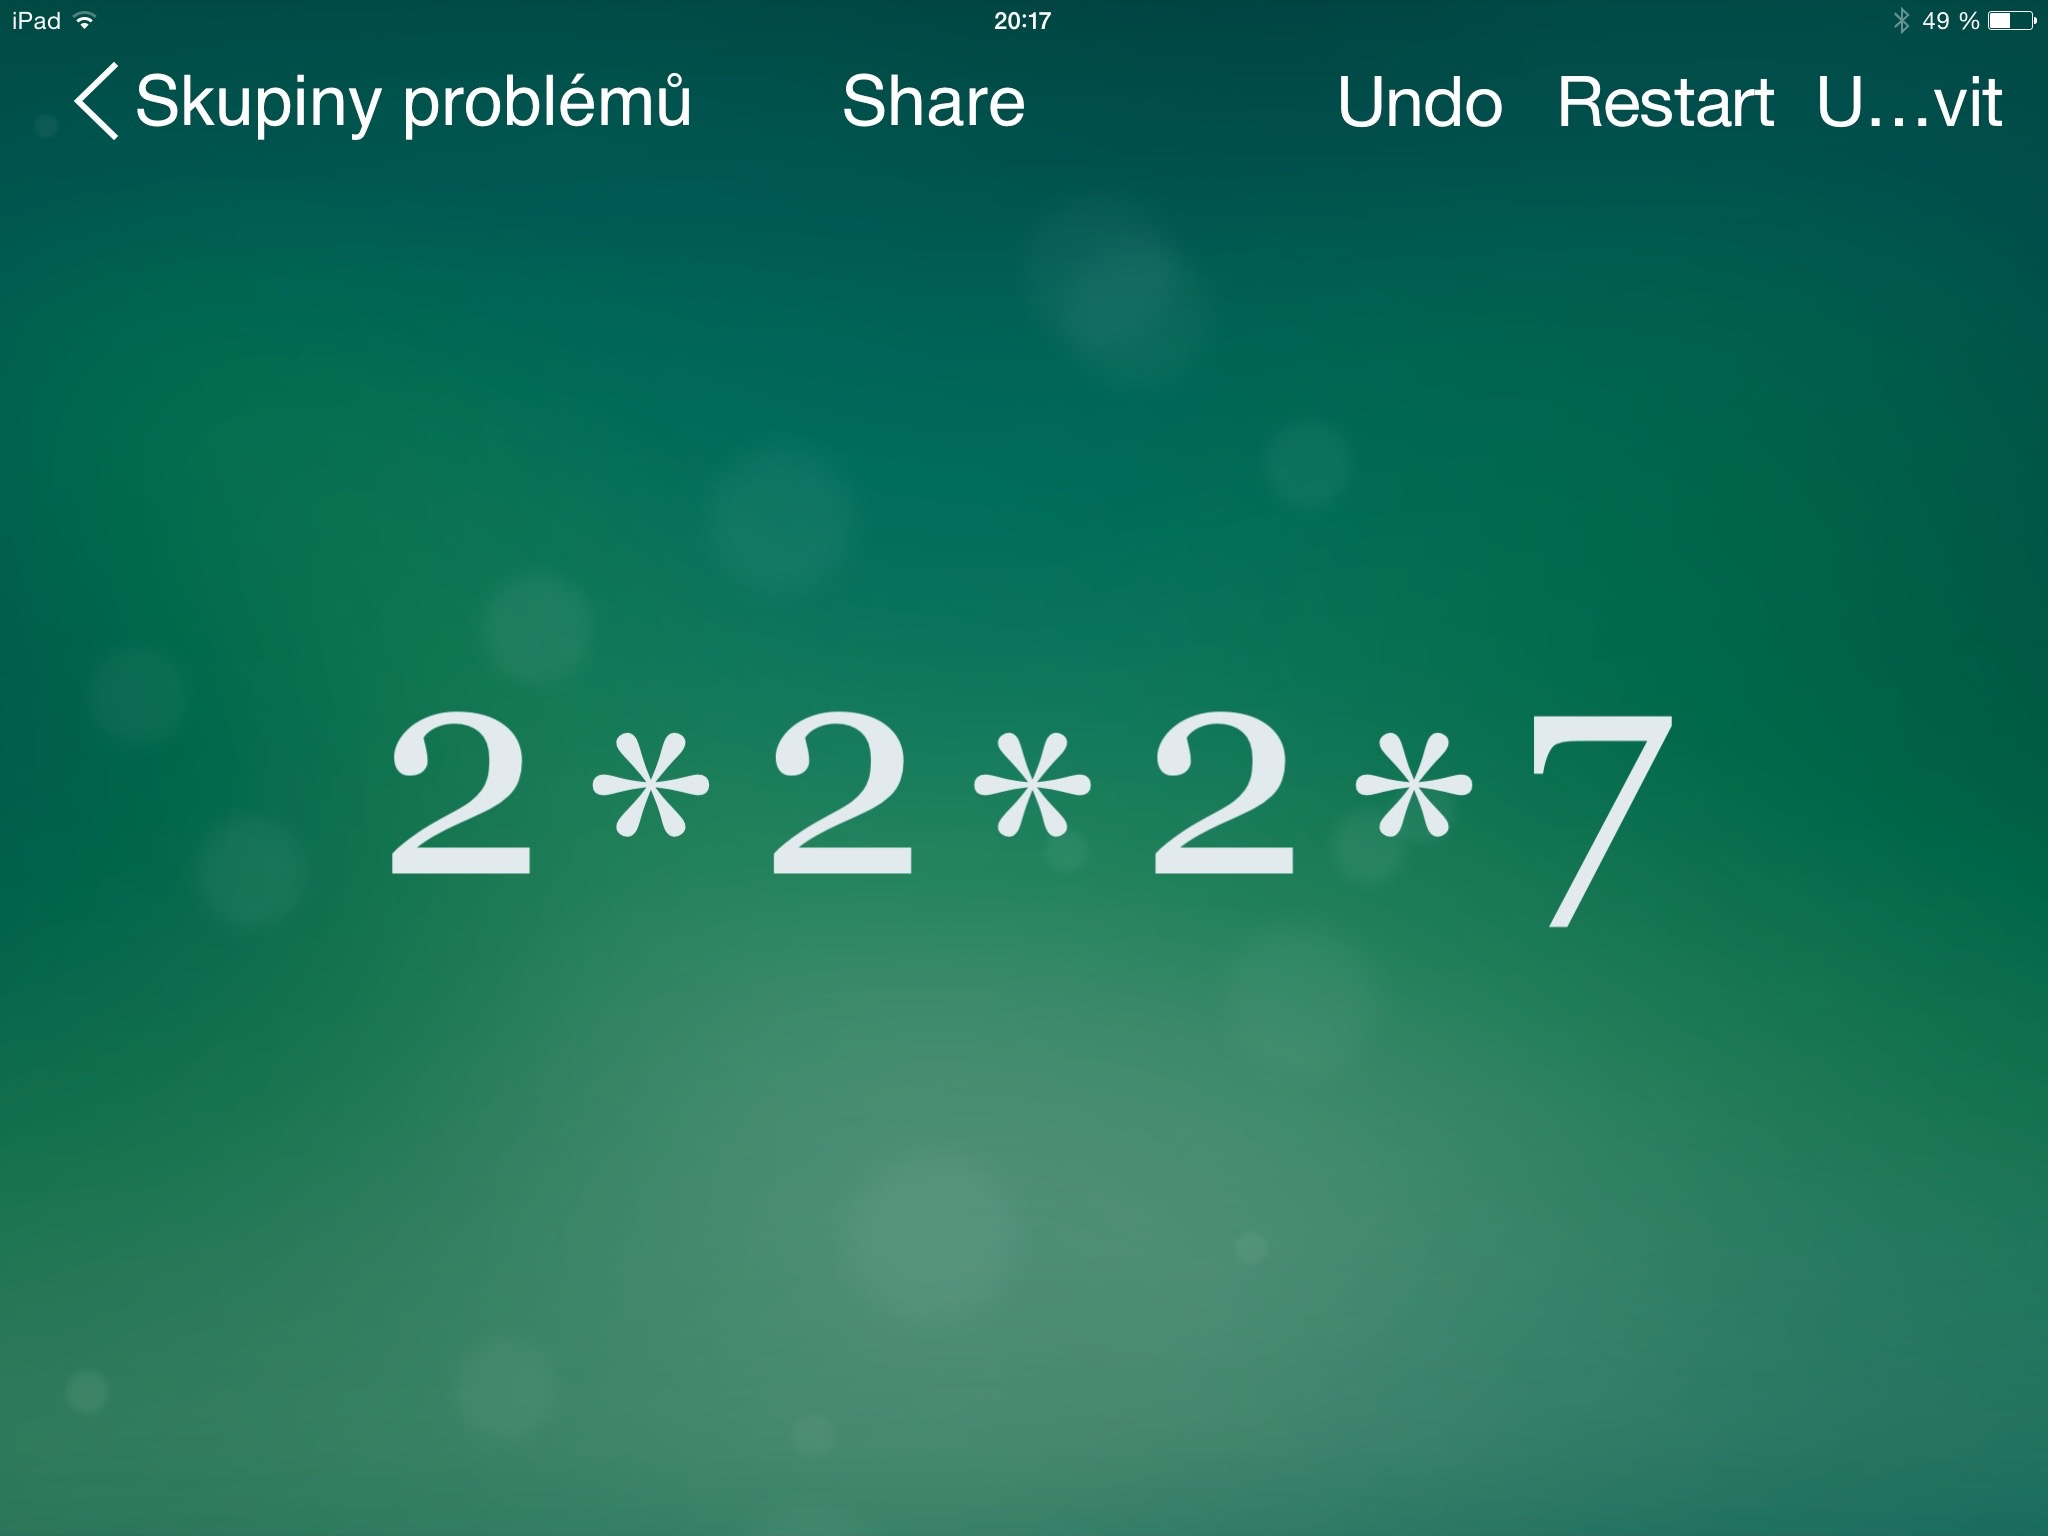 iPad 20:17 49 %
Skupiny problémů Share Undo Restart U…vit
2*2*2*7